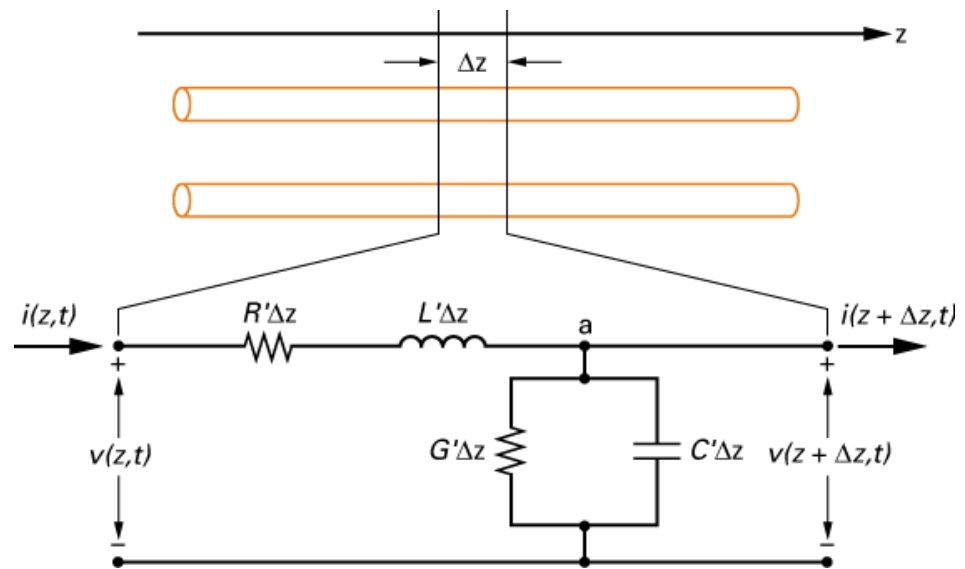 z
Δz
i(z,t)
R'Δz
L'Δz
a
i(z + Δz,t)
+
+
v(z,t)
G'Δz
C'Δz
v(z + Δz,t)
−
−